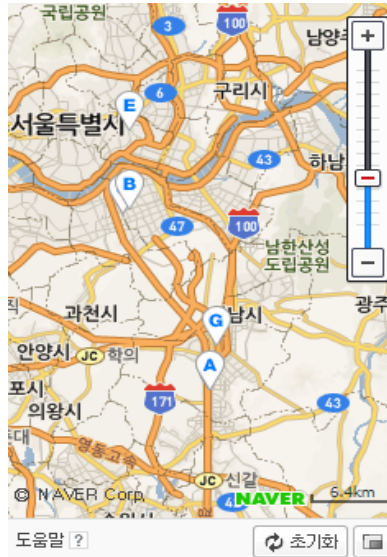 국립공원
3
100
남양주
E
6
구리시
서울특별시
43
하남
B
47
100
남한산성
도립공원
과천시
G
남시
광주
안양시
JC
학의
A
포시
171
43
의왕시
대
영동고속
JC
신갈
© NAVER Corp.
NAVER
6.4km
도움말 ?
초기화